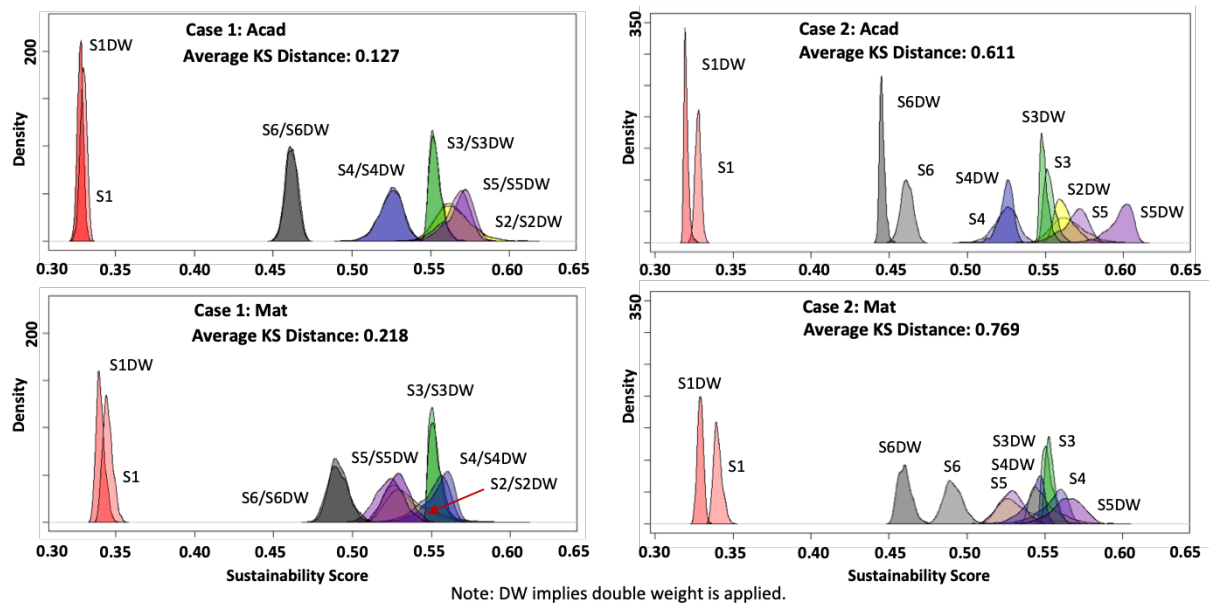 Case 1: Acad
Average KS Distance: 0.127
200
Density
S1DW
S1
S6/S6DW
S4/S4DW
S3/S3DW
S5/S5DW
S2/S2DW
0.30 0.35 0.40 0.45 0.50 0.55 0.60 0.65
Case 2: Acad
Average KS Distance: 0.611
350
Density
S1DW
S1
S6DW
S6
S4DW
S4
S3DW
S3
S2DW
S5
S5DW
0.30 0.35 0.40 0.45 0.50 0.55 0.60 0.65
Case 1: Mat
Average KS Distance: 0.218
200
Density
S1DW
S1
S6/S6DW
S5/S5DW
S3/S3DW
S4/S4DW
S2/S2DW
0.30 0.35 0.40 0.45 0.50 0.55 0.60 0.65
Sustainability Score
Case 2: Mat
Average KS Distance: 0.769
350
Density
S1DW
S1
S6DW
S6
S3DW
S4DW
S5
S3
S4
S5DW
0.30 0.35 0.40 0.45 0.50 0.55 0.60 0.65
Sustainability Score
Note: DW implies double weight is applied.